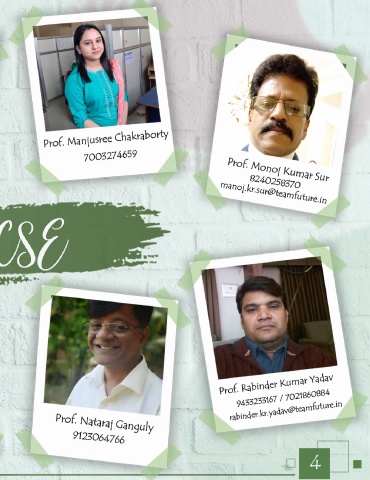 Prof. Manjusree Chakraborty
7003274659
Prof. Monoj Kumar Sur
8240258370
manoj.kr.sur@teamfuture.in
CSE
Prof. Nataraj Ganguly
9123064766
Prof. Rabinder Kumar Yadav
9433233167 / 7021860884
rabinder.kr.yadav@teamfuture.in
4